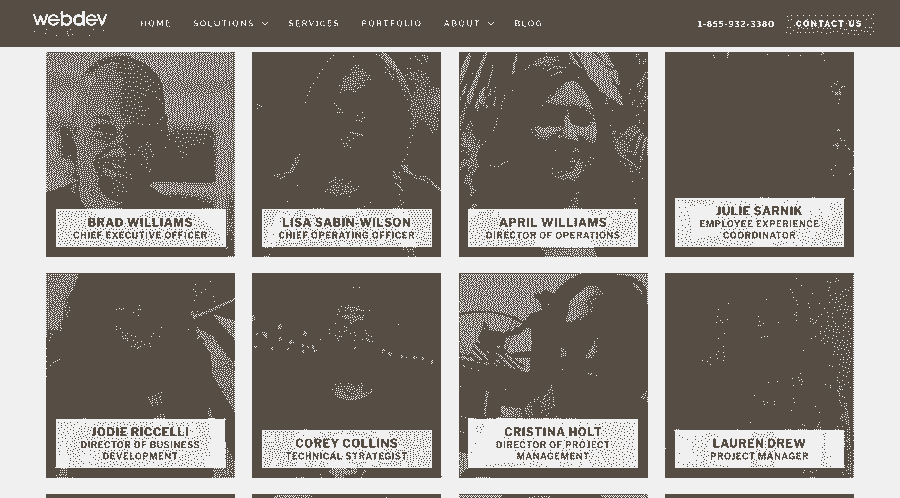 webdev
HOME SOLUTIONS SERVICES PORTFOLIO ABOUT BLOG
1-855-932-3380 CONTACT US
BRAD WILLIAMS
CHIEF EXECUTIVE OFFICER
LISA SABIN-WILSON
CHIEF OPERATING OFFICER
APRIL WILLIAMS
DIRECTOR OF OPERATIONS
JULIE SARNIK
EMPLOYEE EXPERIENCE
COORDINATOR
JODIE RICCELLI
DIRECTOR OF BUSINESS
DEVELOPMENT
COREY COLLINS
TECHNICAL STRATEGIST
CRISTINA HOLT
DIRECTOR OF PROJECT
MANAGEMENT
LAUREN DREW
PROJECT MANAGER